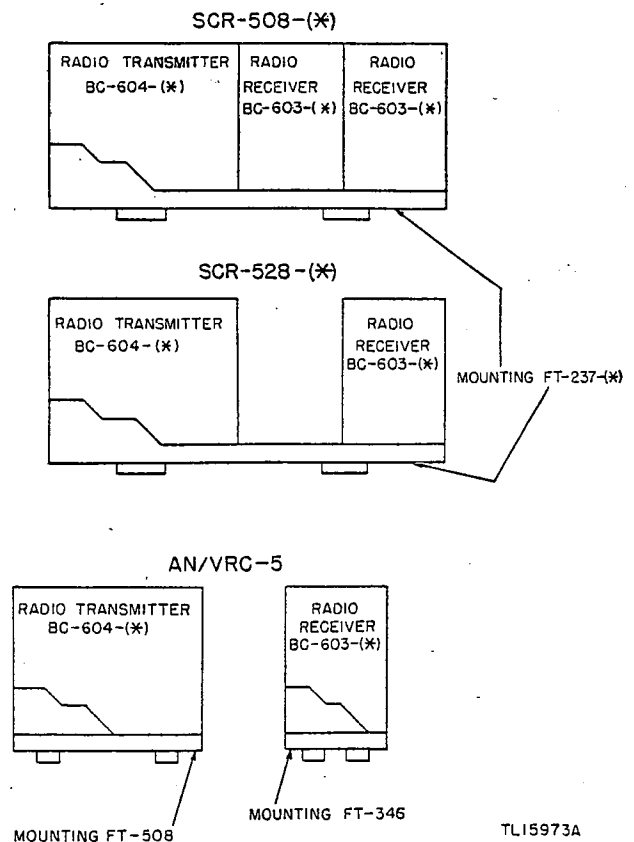 SCR-508-(*)
RADIO TRANSMITTER
BC-604-(*)
RADIO
RECEIVER
BC-603-(*)
RADIO
RECEIVER
BC-603-(*)
SCR-528-(*)
RADIO TRANSMITTER
BC-604-(*)
RADIO
RECEIVER
BC-603-(*)
MOUNTING FT-237-(*)
AN/VRC-5
RADIO TRANSMITTER
BC-604-(*)
RADIO
RECEIVER
BC-603-(*)
MOUNTING FT-508
MOUNTING FT-346
TL15973A